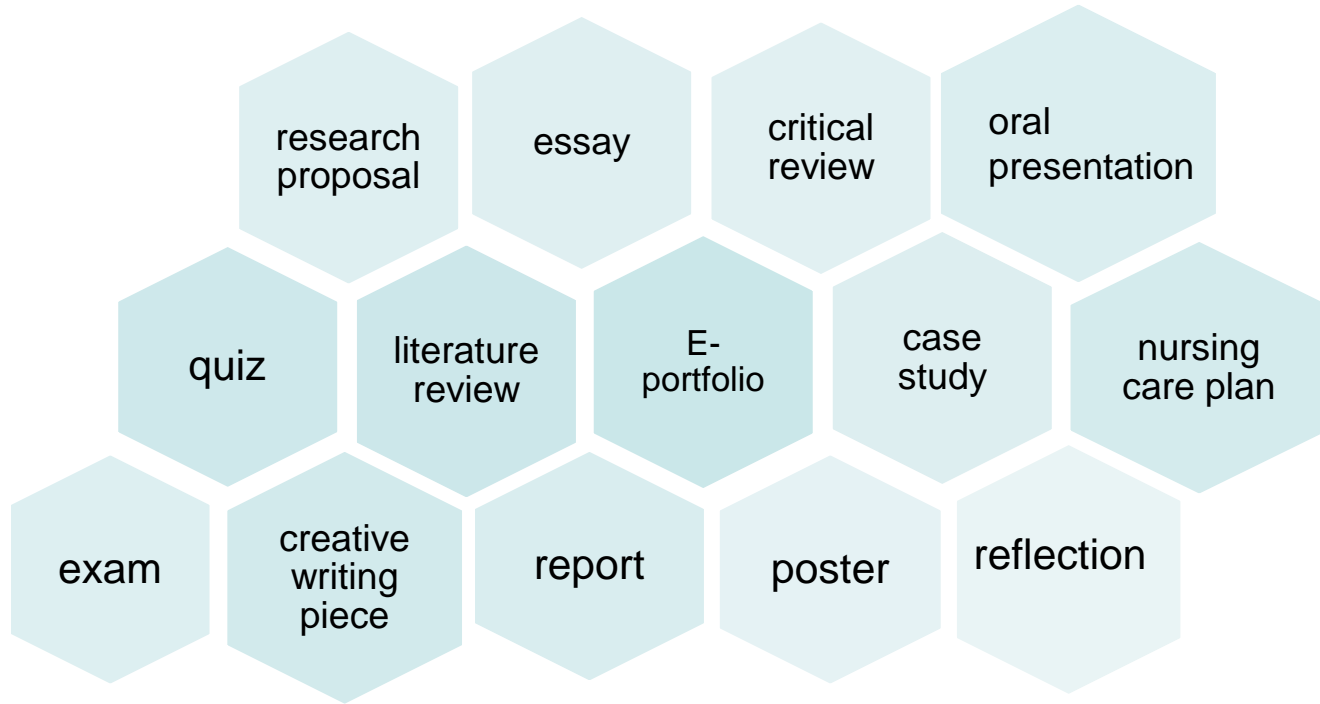 research
proposal
essay
critical
review
oral
presentation
quiz
literature
review
E-
portfolio
case
study
nursing
care plan
exam
creative
writing
piece
report
poster
reflection